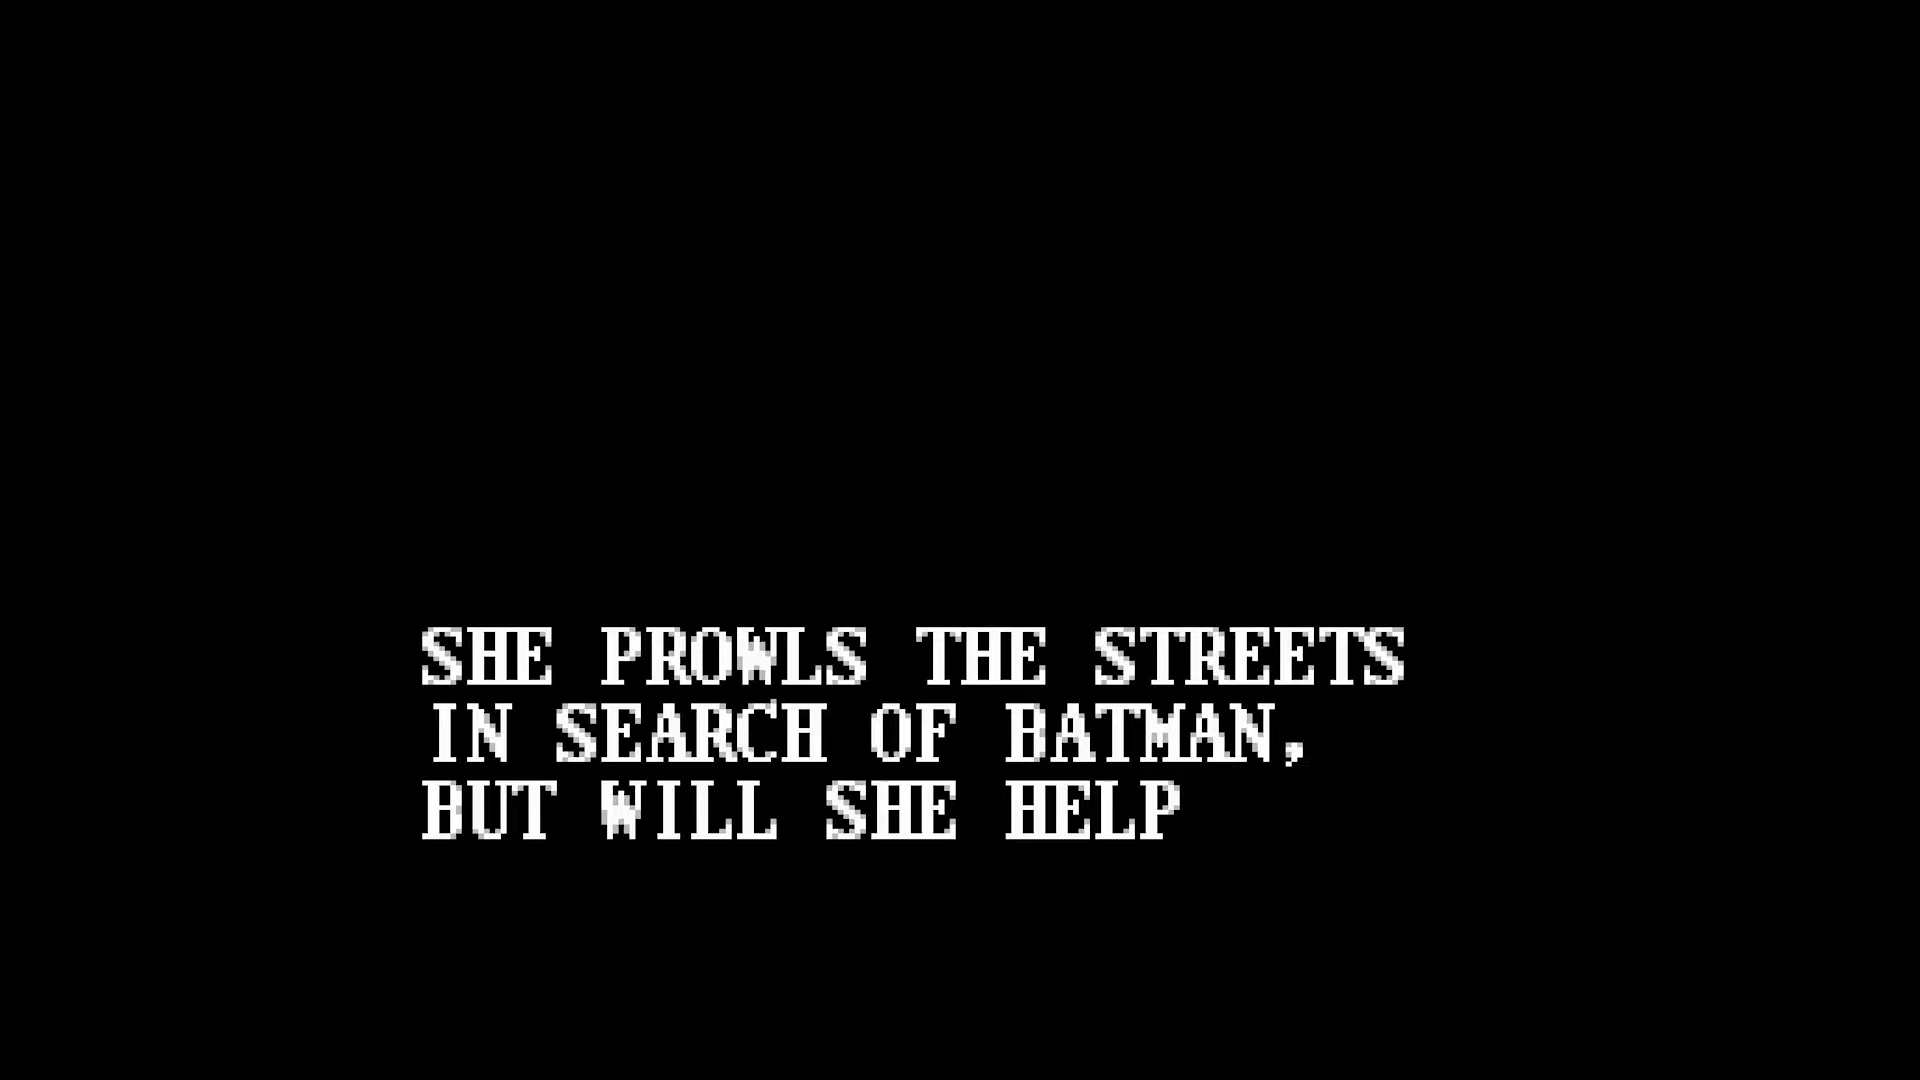 SHE PROWLS THE STREETS
IN SEARCH OF BATMAN,
BUT WILL SHE HELP